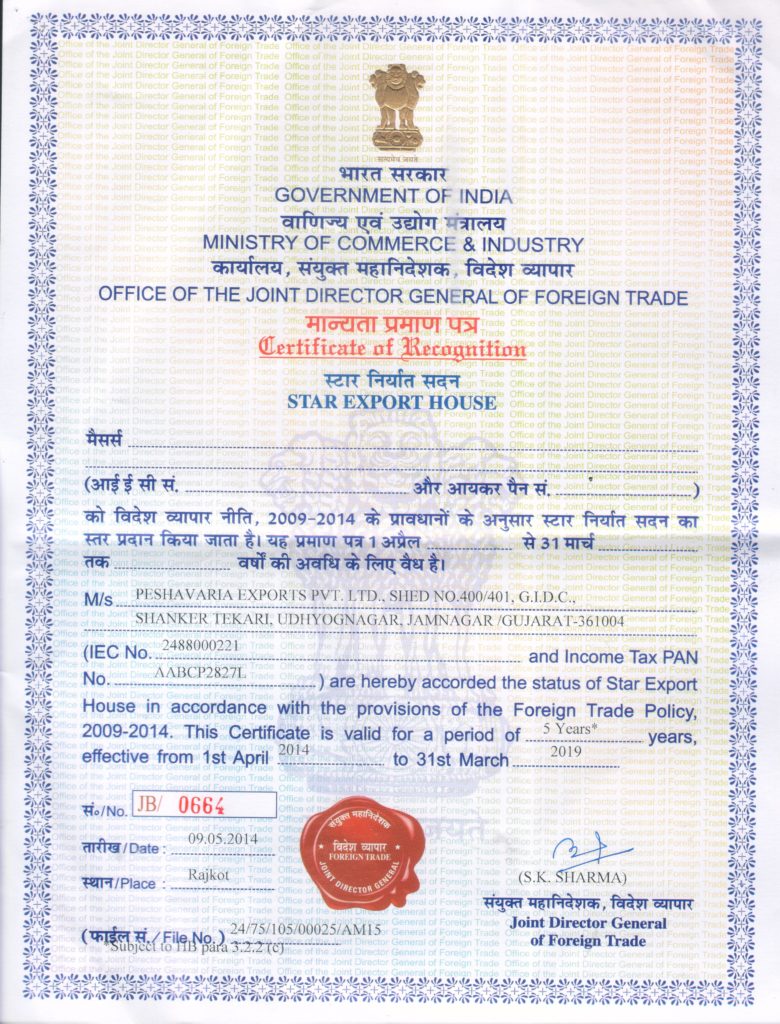 सत्यमेव जयते
भारत सरकार
GOVERNMENT OF INDIA
वाणिज्य एवं उद्योग मंत्रालय
MINISTRY OF COMMERCE & INDUSTRY
कार्यालय, संयुक्त महानिदेशक, विदेश व्यापार
OFFICE OF THE JOINT DIRECTOR GENERAL OF FOREIGN TRADE
मान्यता प्रमाण पत्र
Certificate of Recognition
स्टार निर्यात सदन
STAR EXPORT HOUSE
मैसर्स
(आई ई सी सं. और आयकर पैन सं. )
को विदेश व्यापार नीति, 2009-2014 के प्रावधानों के अनुसार स्टार निर्यात सदन का
स्तर प्रदान किया जाता है। यह प्रमाण पत्र 1 अप्रैल से 31 मार्च
तक वर्षों की अवधि के लिए वैध है।
M/s PESHAVARIA EXPORTS PVT. LTD., SHED NO.400/401, G.I.D.C.,
SHANKER TEKARI, UDHYOGNAGAR, JAMNAGAR /GUJARAT-361004
(IEC No. 2488000221 and Income Tax PAN
No. AABCP2827L ) are hereby accorded the status of Star Export
House in accordance with the provisions of the Foreign Trade Policy,
2009-2014. This Certificate is valid for a period of 5 Years* years,
effective from 1st April 2014 to 31st March 2019
सं०/No. JB/ 0664
तारीख/Date : 09.05.2014
स्थान/Place : Rajkot
(फाईल सं./File No.) 24/75/105/00025/AM15
*Subject to HB para 3.2.2 (c)
संयुक्त महानिदेशक
विदेश व्यापार
FOREIGN TRADE
JOINT DIRECTOR GENERAL
(S.K. SHARMA)
संयुक्त महानिदेशक, विदेश व्यापार
Joint Director General
of Foreign Trade